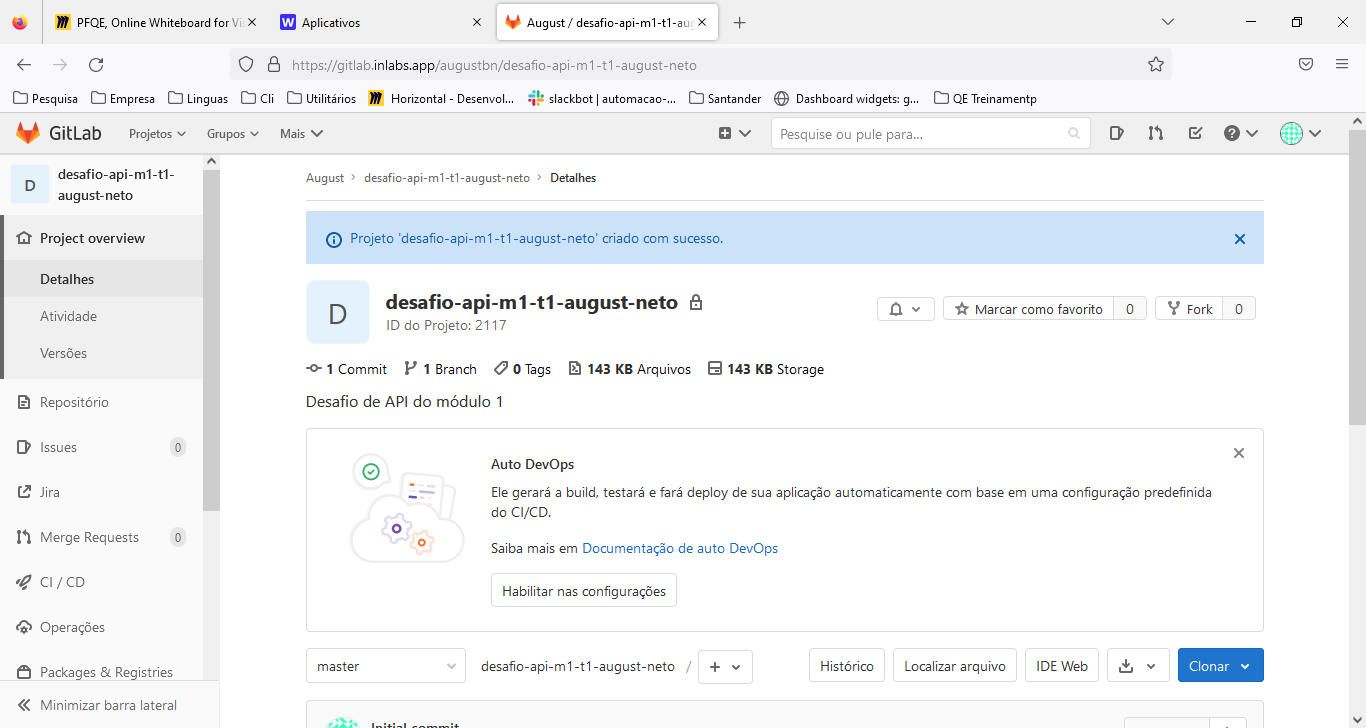 PFQE, Online Whiteboard for Vi
Aplicativos
August / desafio-api-m1-t1-aug
https://gitlab.inlabs.app/augustbn/desafio-api-m1-t1-august-neto
Pesquisa
Empresa
Linguas
Cli
Utilitários
Horizontal - Desenvol...
slackbot | automacao-...
Santander
Dashboard widgets: g...
QE Treinamentp
GitLab
Projetos
Grupos
Mais
Pesquise ou pule para...
D
desafio-api-m1-t1-
august-neto
Project overview
Detalhes
Atividade
Versões
Repositório
Issues 0
Jira
Merge Requests 0
CI / CD
Operações
Packages & Registries
Minimizar barra lateral
August > desafio-api-m1-t1-august-neto > Detalhes
Projeto 'desafio-api-m1-t1-august-neto' criado com sucesso.
D
desafio-api-m1-t1-august-neto
ID do Projeto: 2117
Marcar como favorito 0
Fork 0
1 Commit
1 Branch
0 Tags
143 KB Arquivos
143 KB Storage
Desafio de API do módulo 1
Auto DevOps
Ele gerará a build, testará e fará deploy de sua aplicação automaticamente com base em uma configuração predefinida
do CI/CD.
Saiba mais em Documentação de auto DevOps
Habilitar nas configurações
master
desafio-api-m1-t1-august-neto /
Histórico
Localizar arquivo
IDE Web
Clonar
Initial commit